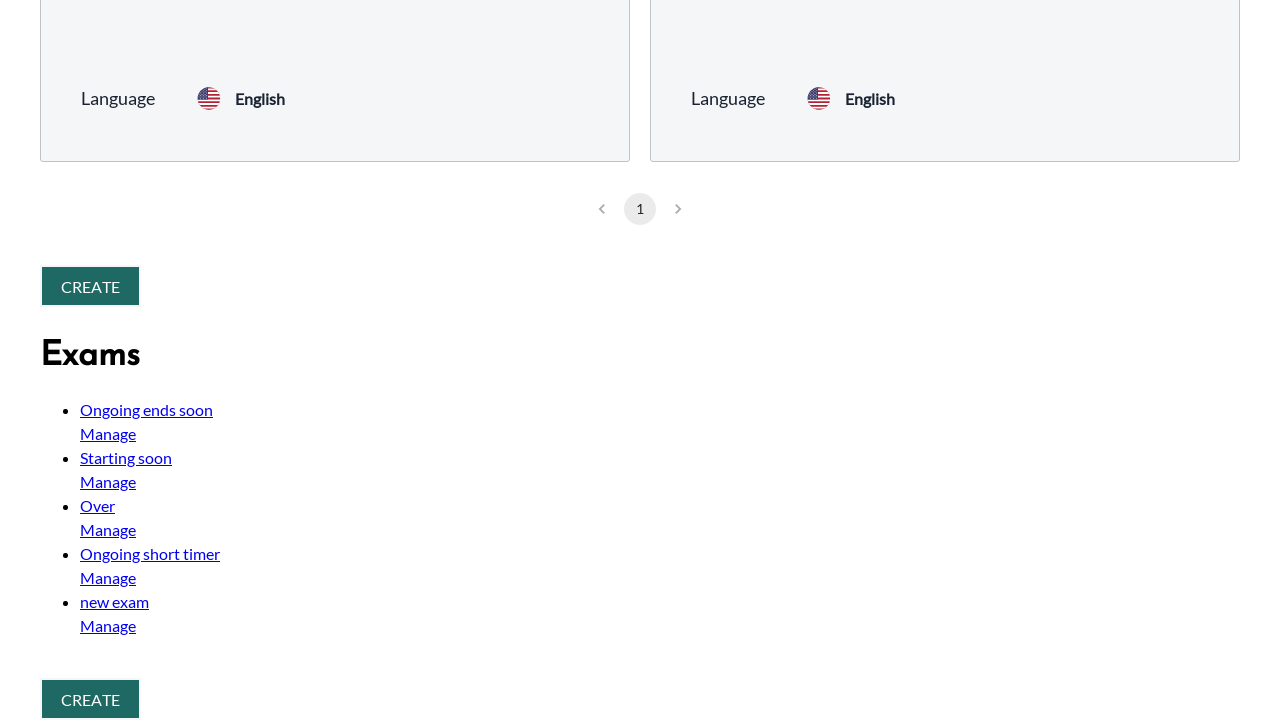 Language English Language English
1
CREATE
Exams
Ongoing ends soon
Manage
Starting soon
Manage
Over
Manage
Ongoing short timer
Manage
new exam
Manage
CREATE